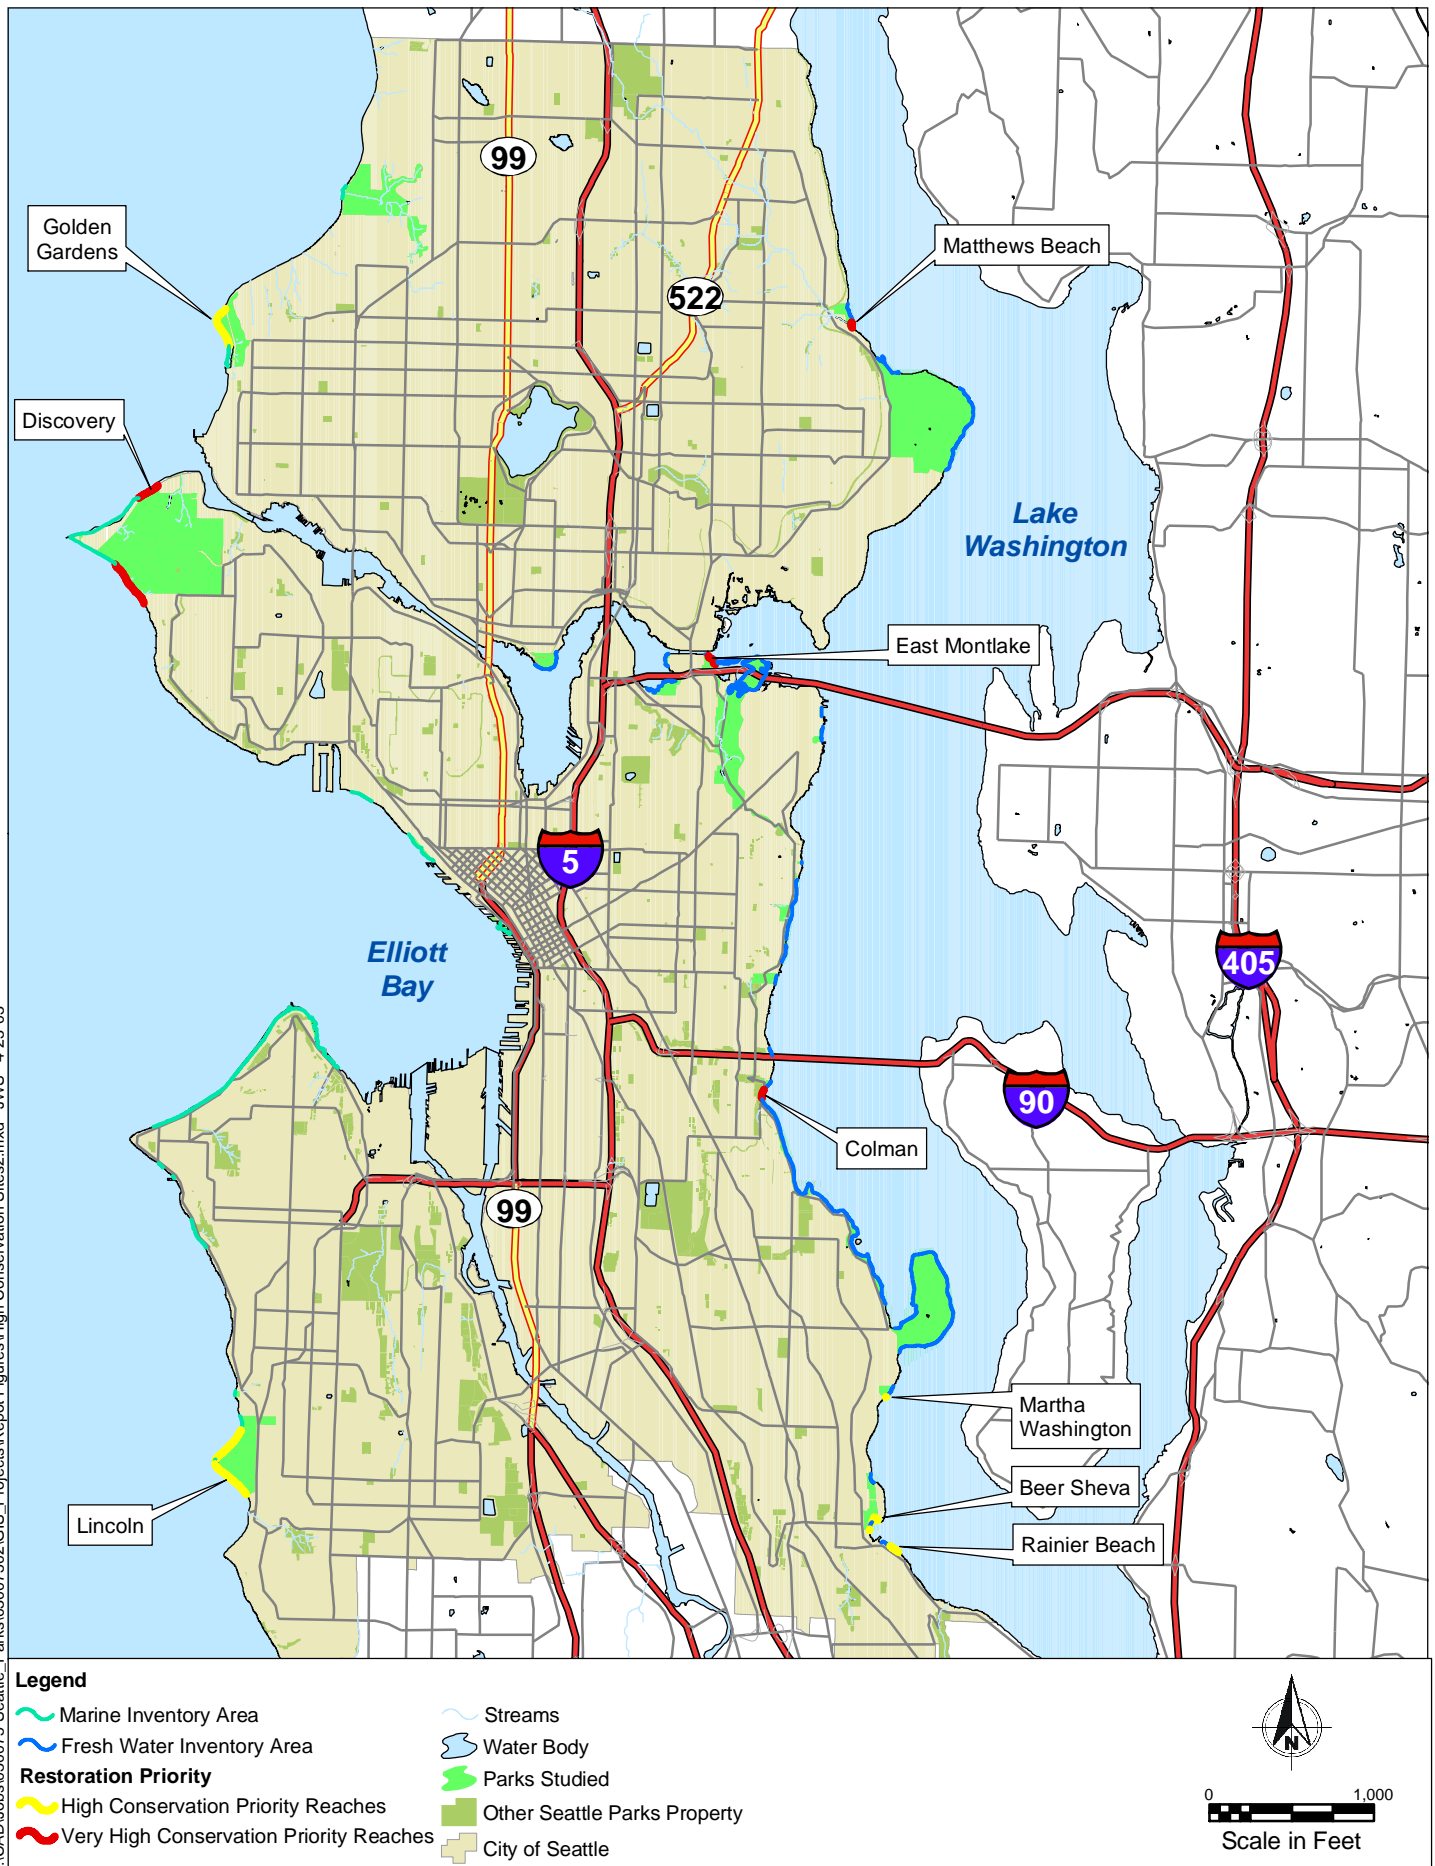 99
Golden
Gardens
Matthews Beach
522
Discovery
Lake
Washington
East Montlake
5
Elliott
Bay
405
90
Colman
99
Martha
Washington
Beer Sheva
Lincoln
Rainier Beach
Legend
Marine Inventory Area
Fresh Water Inventory Area
Restoration Priority
High Conservation Priority Reaches
Very High Conservation Priority Reaches
Streams
Water Body
Parks Studied
Other Seattle Parks Property
City of Seattle
N
0 1,000
Scale in Feet